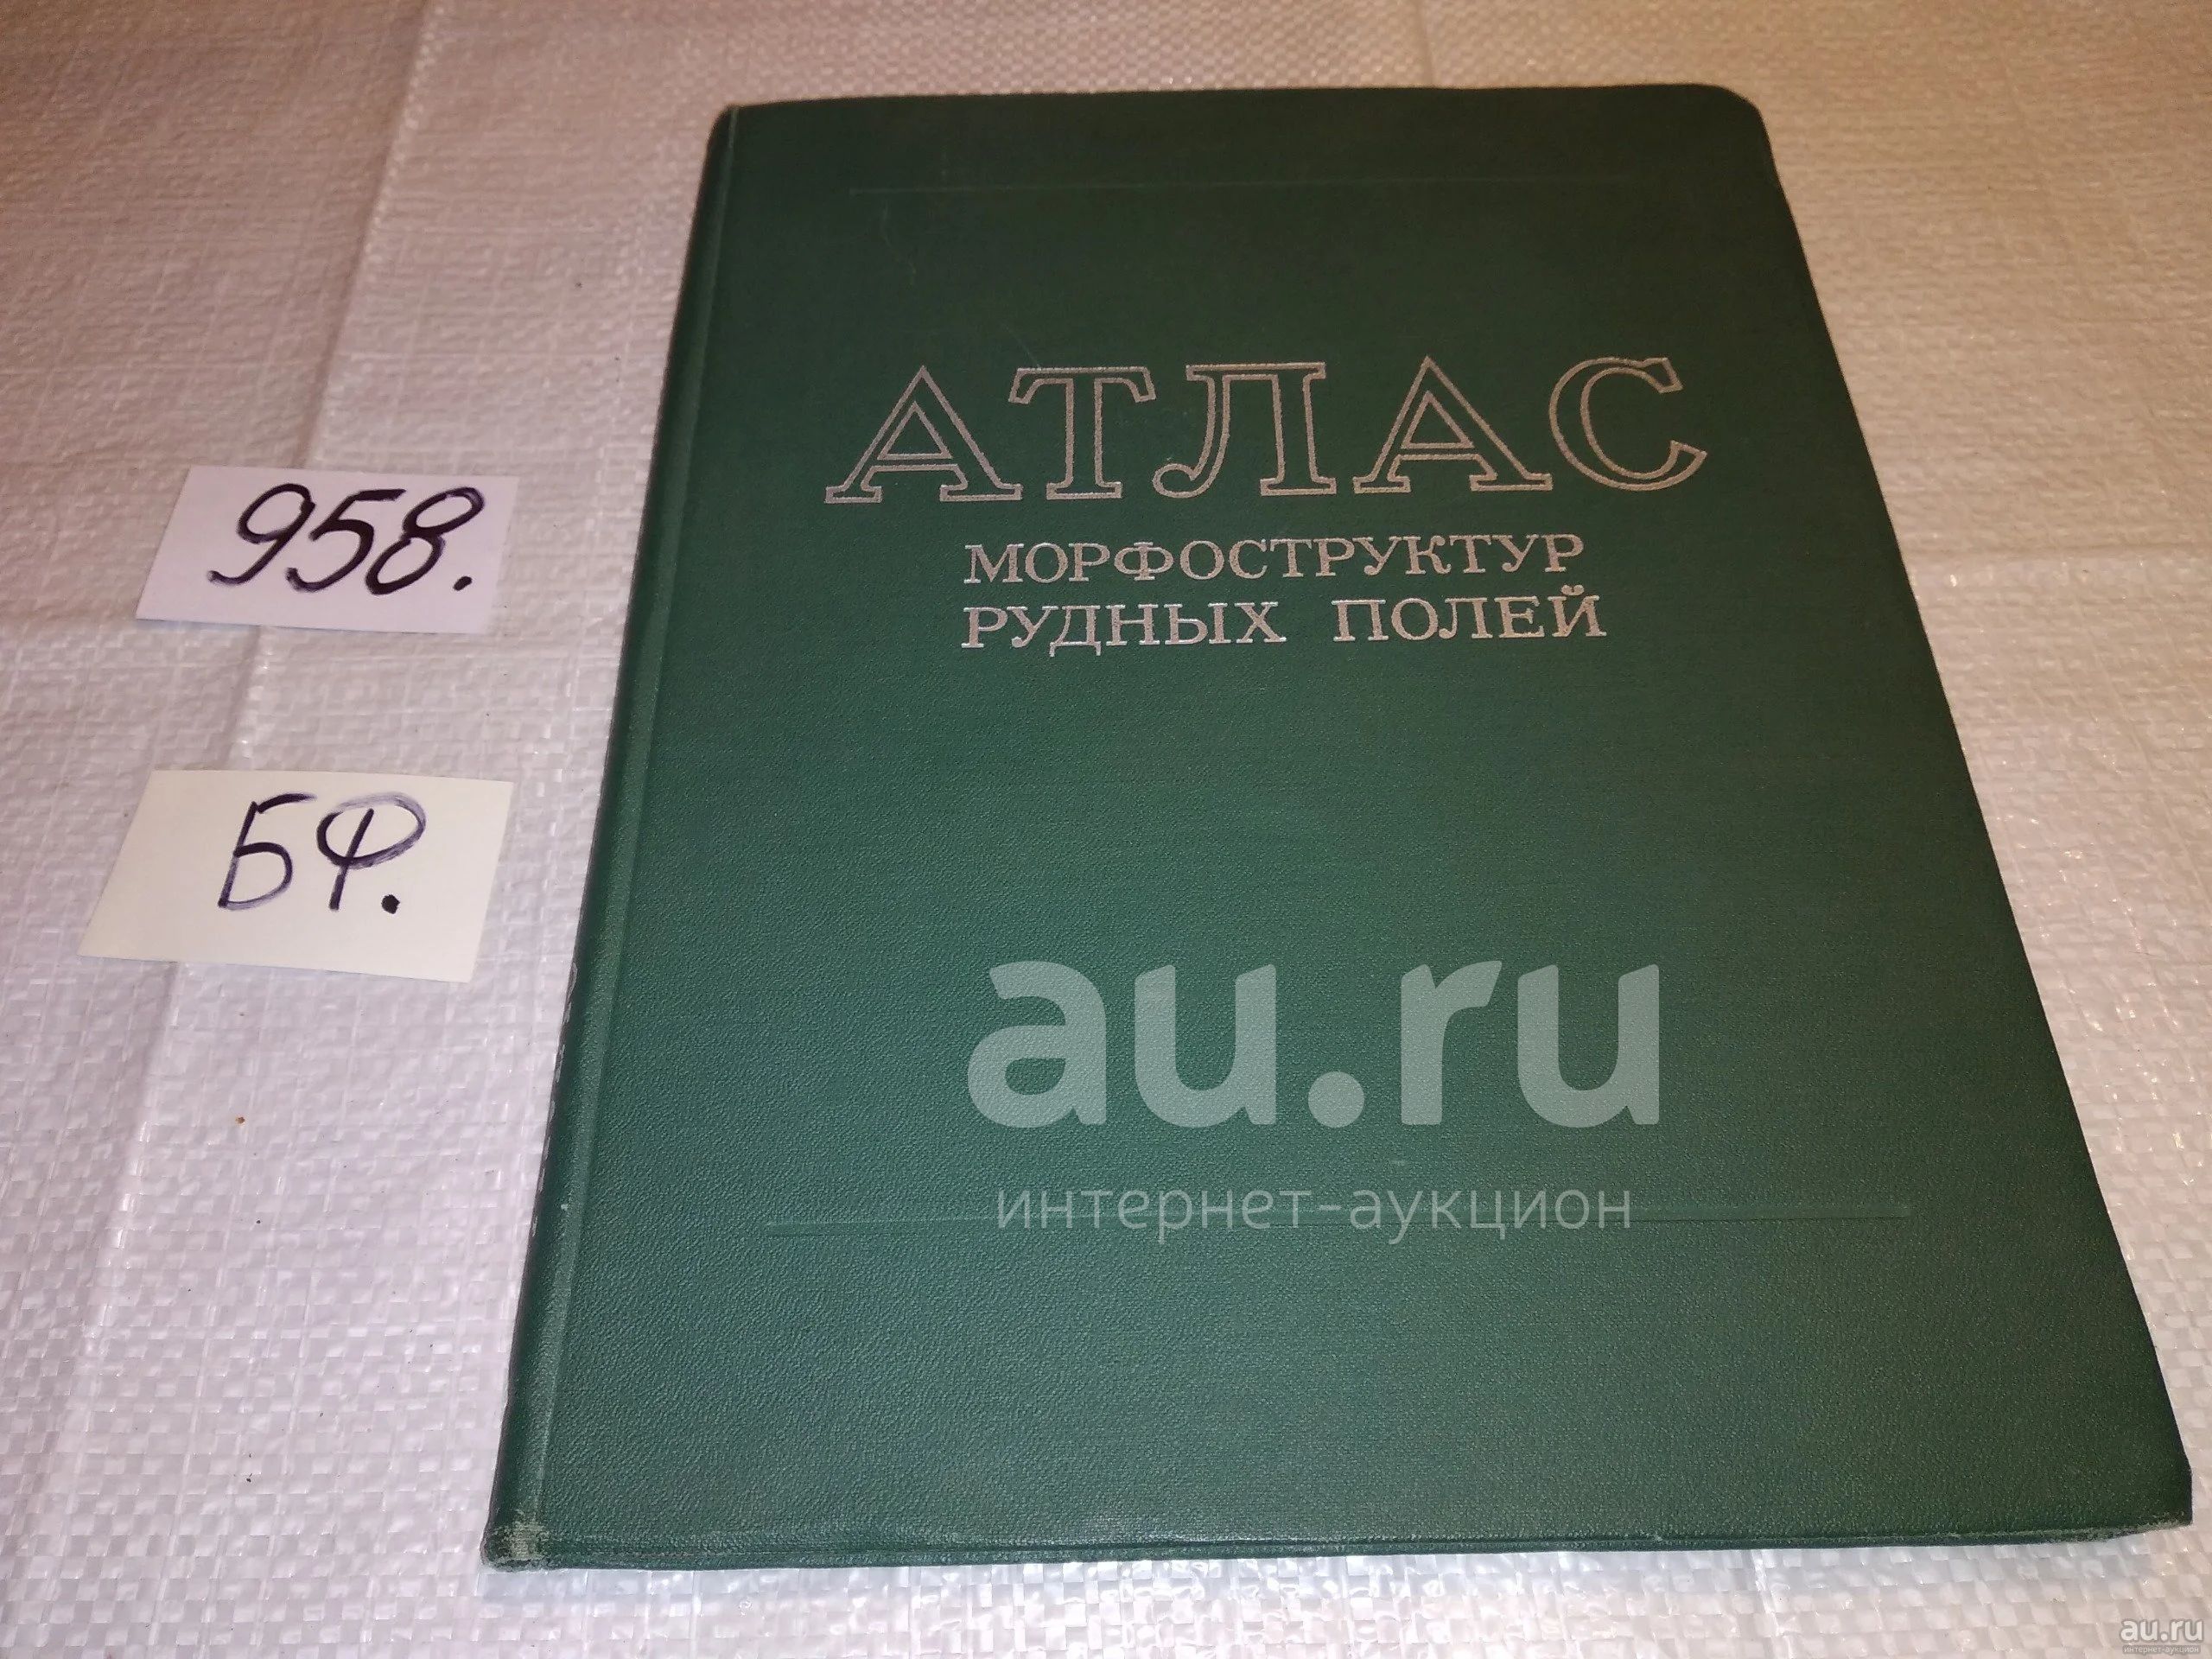 АТЛАС
МОРФОСТРУКТУР
РУДНЫХ ПОЛЕЙ
958.
БФ.
au.ru
интернет-аукцион
au.ru
интернет-аукцион